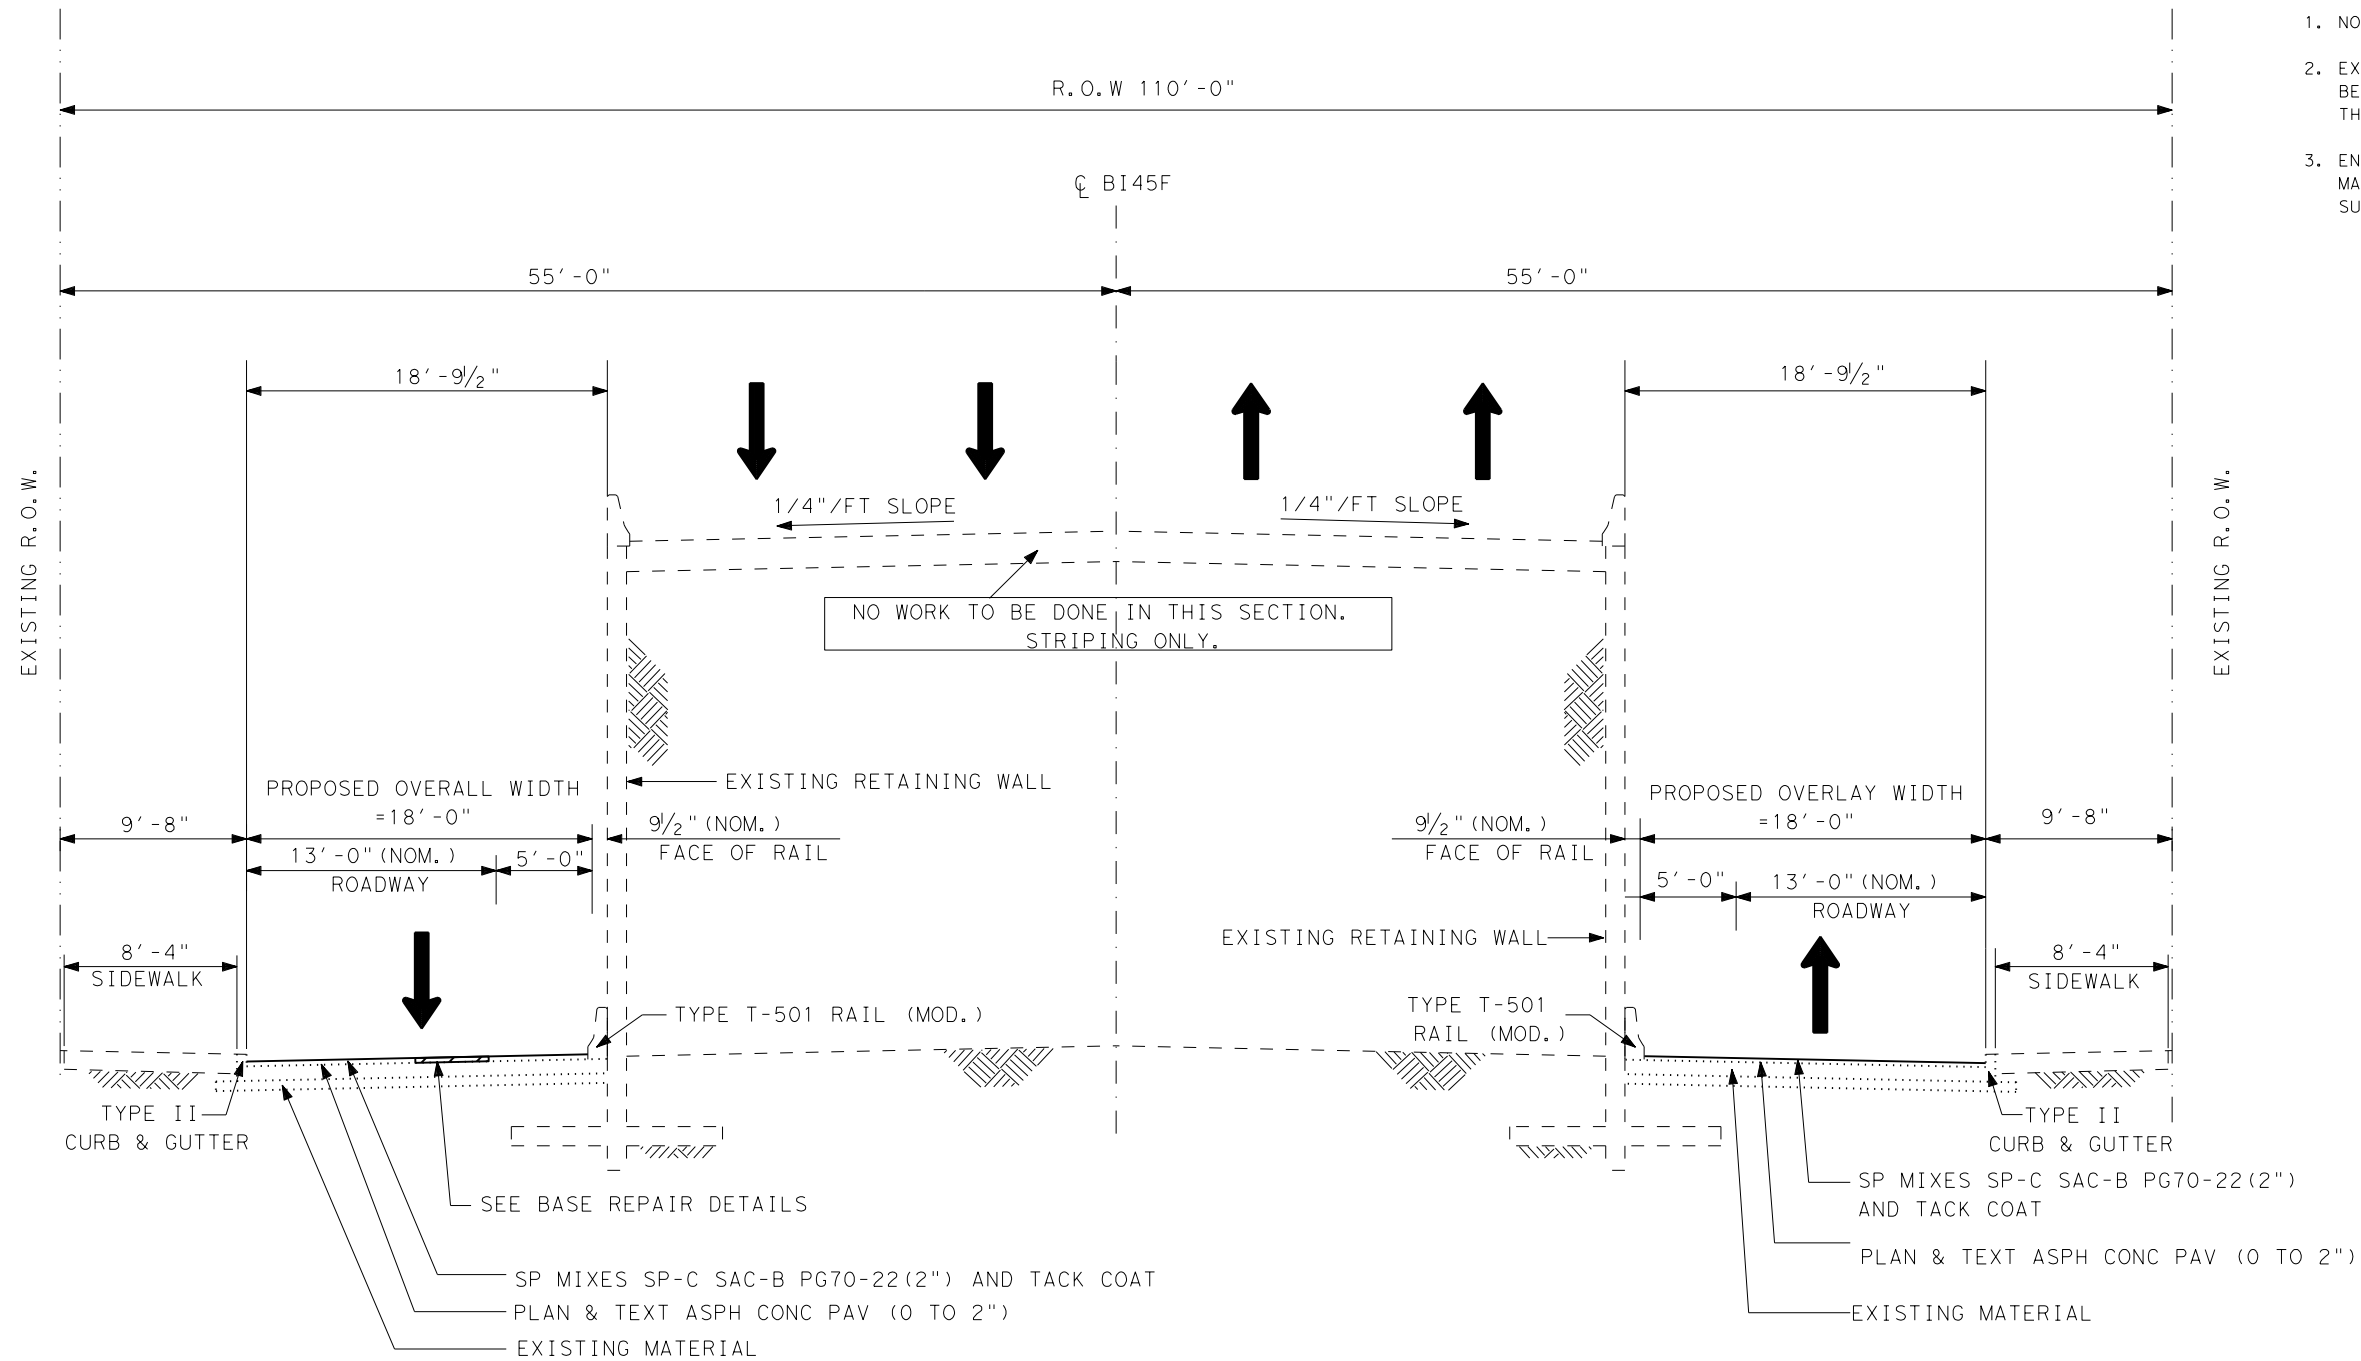 1. NO
2. EX
BE
TH
3. EN
MA
SU
R.O.W 110'-0"
℄ BI45F
55'-0"
55'-0"
18'-9½"
18'-9½"
1/4"/FT SLOPE
1/4"/FT SLOPE
EXISTING R.O.W.
EXISTING R.O.W.
NO WORK TO BE DONE IN THIS SECTION.
STRIPING ONLY.
EXISTING RETAINING WALL
PROPOSED OVERALL WIDTH
=18'-0"
PROPOSED OVERLAY WIDTH
=18'-0"
9'-8"
9½"(NOM.)
FACE OF RAIL
9½"(NOM.)
FACE OF RAIL
9'-8"
13'-0"(NOM.)
ROADWAY
5'-0"
5'-0"
13'-0"(NOM.)
ROADWAY
EXISTING RETAINING WALL
8'-4"
SIDEWALK
8'-4"
SIDEWALK
TYPE T-501 RAIL (MOD.)
TYPE T-501
RAIL (MOD.)
TYPE II
CURB & GUTTER
TYPE II
CURB & GUTTER
SEE BASE REPAIR DETAILS
SP MIXES SP-C SAC-B PG70-22(2") AND TACK COAT
PLAN & TEXT ASPH CONC PAV (0 TO 2")
EXISTING MATERIAL
SP MIXES SP-C SAC-B PG70-22(2")
AND TACK COAT
PLAN & TEXT ASPH CONC PAV (0 TO 2")
EXISTING MATERIAL